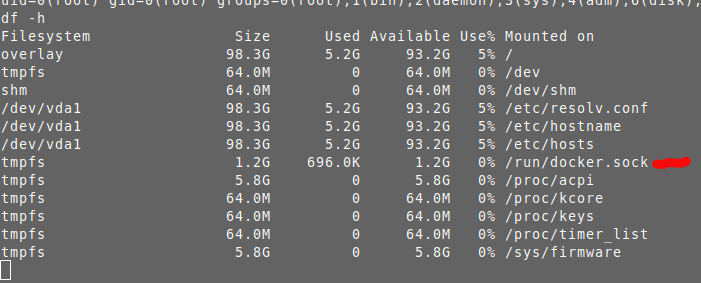 uid=0(root) gid=0(root) groups=0(root),1(bin),2(daemon),3(sys),4(adm),6(disk),
df -h
Filesystem Size Used Available Use% Mounted on
overlay 98.3G 5.2G 93.2G 5% /
tmpfs 64.0M 0 64.0M 0% /dev
shm 64.0M 0 64.0M 0% /dev/shm
/dev/vda1 98.3G 5.2G 93.2G 5% /etc/resolv.conf
/dev/vda1 98.3G 5.2G 93.2G 5% /etc/hostname
/dev/vda1 98.3G 5.2G 93.2G 5% /etc/hosts
tmpfs 1.2G 696.0K 1.2G 0% /run/docker.sock
tmpfs 5.8G 0 5.8G 0% /proc/acpi
tmpfs 64.0M 0 64.0M 0% /proc/kcore
tmpfs 64.0M 0 64.0M 0% /proc/keys
tmpfs 64.0M 0 64.0M 0% /proc/timer_list
tmpfs 5.8G 0 5.8G 0% /sys/firmware